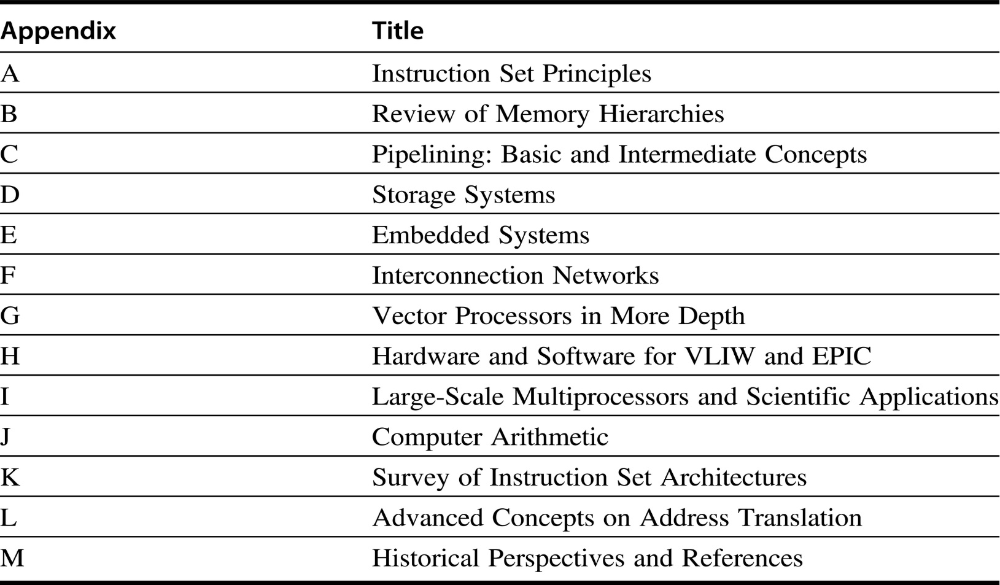 Appendix Title
A Instruction Set Principles
B Review of Memory Hierarchies
C Pipelining: Basic and Intermediate Concepts
D Storage Systems
E Embedded Systems
F Interconnection Networks
G Vector Processors in More Depth
H Hardware and Software for VLIW and EPIC
I Large-Scale Multiprocessors and Scientific Applications
J Computer Arithmetic
K Survey of Instruction Set Architectures
L Advanced Concepts on Address Translation
M Historical Perspectives and References